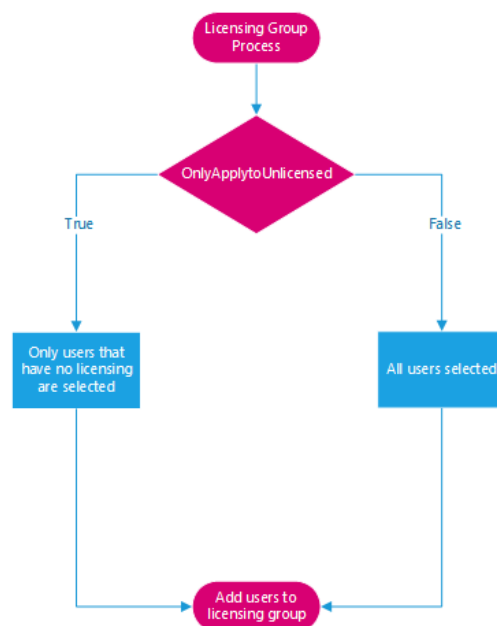 Licensing Group
Process
OnlyApplytoUnlicensed
True
False
Only users that
have no licensing
are selected
All users selected
Add users to
licensing group